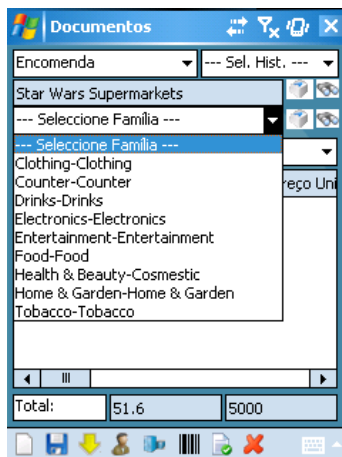 Documentos
Encomenda --- Sel. Hist. ---
Star Wars Supermarkets
--- Seleccione Família ---
--- Seleccione Família ---
Clothing-Clothing
Counter-Counter
reço Uni
Drinks-Drinks
Electronics-Electronics
Entertainment-Entertainment
Food-Food
Health & Beauty-Cosmestic
Home & Garden-Home & Garden
Tobacco-Tobacco
Total: 51.6 5000